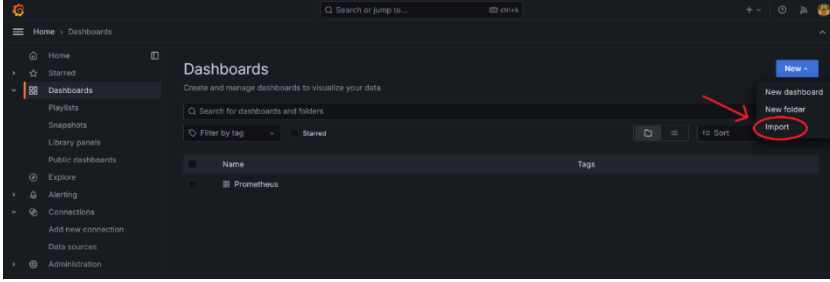 Search or jump to...
ctrl+k
Home › Dashboards
Home
Starred
Dashboards
Playlists
Snapshots
Library panels
Public dashboards
Explore
Alerting
Connections
Add new connection
Data sources
Administration
Dashboards
Create and manage dashboards to visualize your data
New
New dashboard
New folder
Import
Search for dashboards and folders
Filter by tag
Starred
Sort
Name Tags
Prometheus